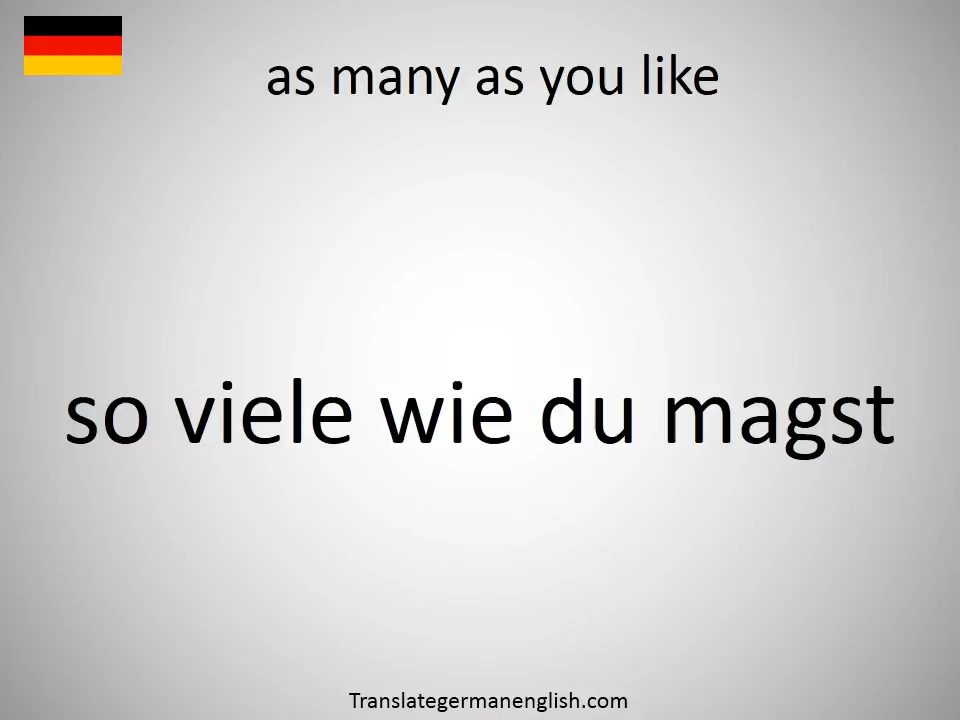 as many as you like
so viele wie du magst
Translategermanenglish.com